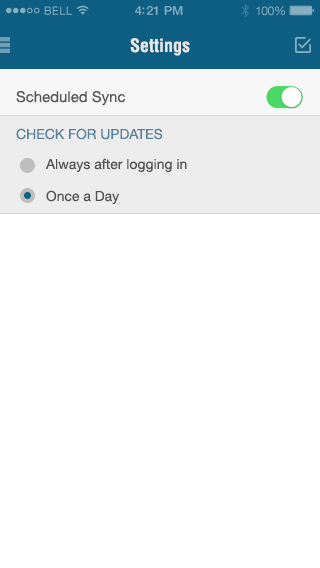 BELL 4:21 PM 100%
Settings
Scheduled Sync
CHECK FOR UPDATES
Always after logging in
Once a Day